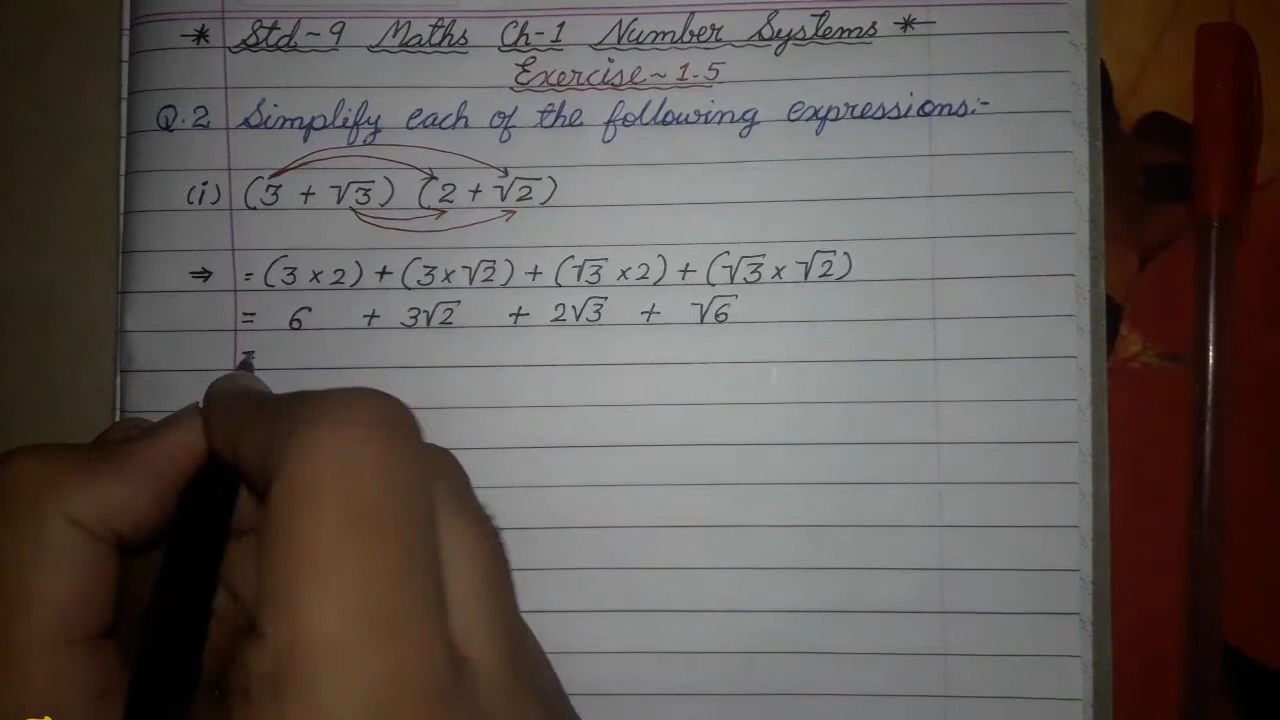 * Std-9 Maths Ch-1 Number Systems *
Exercise~1.5
Q.2 Simplify each of the following expressions:-
(i) (3 + √3) (2 + √2)
⇒ = (3 × 2) + (3 × √2) + (√3 × 2) + (√3 × √2)
= 6 + 3√2 + 2√3 + √6
=